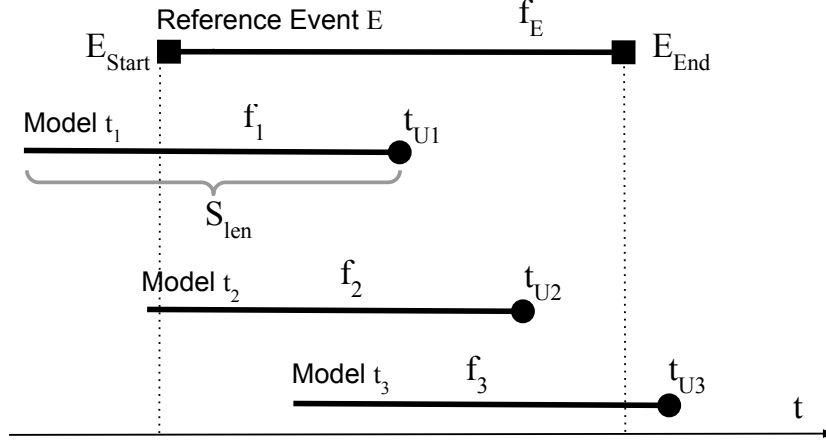 Reference Event E
f_E
E_Start
E_End
Model t_1
f_1
t_U1
S_len
Model t_2
f_2
t_U2
Model t_3
f_3
t_U3
t